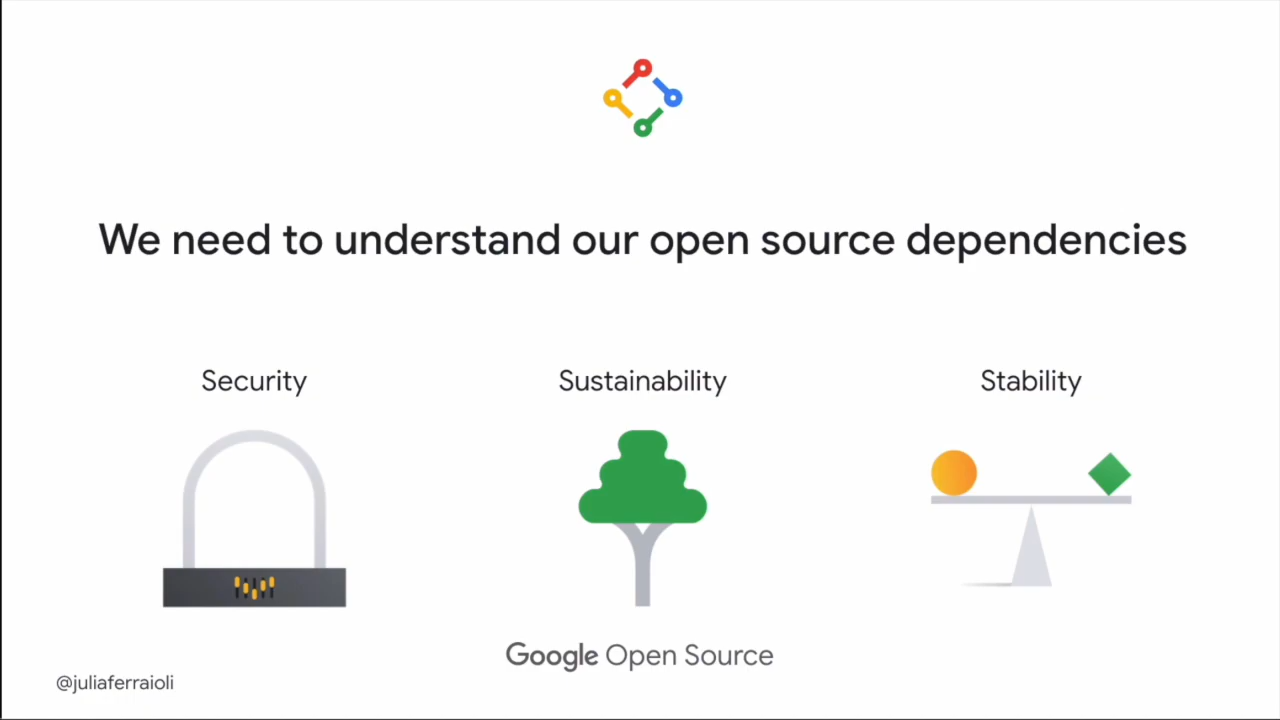 We need to understand our open source dependencies
Security
Sustainability
Stability
Google Open Source
@juliaferraioli